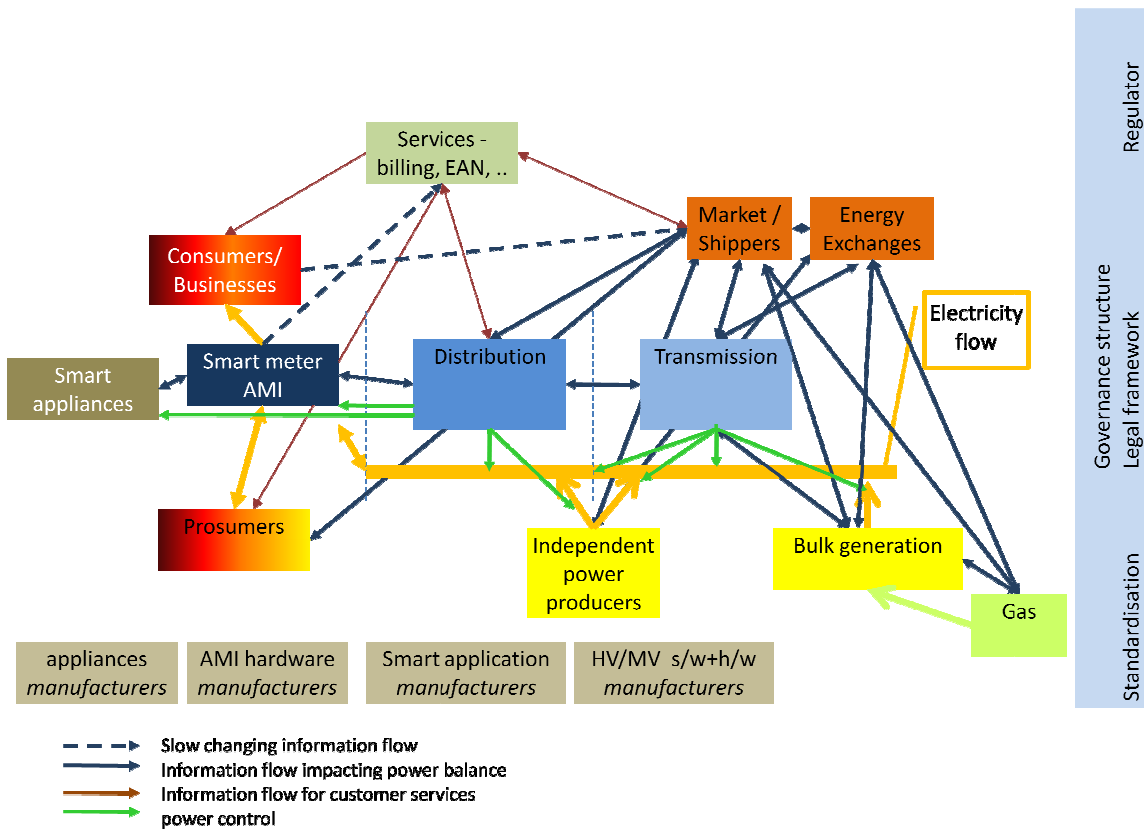 Regulator
Services -
billing, EAN, ..
Market /
Shippers
Energy
Exchanges
Consumers/
Businesses
Governance structure
Legal framework
Electricity
flow
Smart meter
AMI
Distribution
Transmission
Smart
appliances
Prosumers
Independent
power
producers
Bulk generation
Gas
Standardisation
appliances
manufacturers
AMI hardware
manufacturers
Smart application
manufacturers
HV/MV s/w+h/w
manufacturers
Slow changing information flow
Information flow impacting power balance
Information flow for customer services
power control